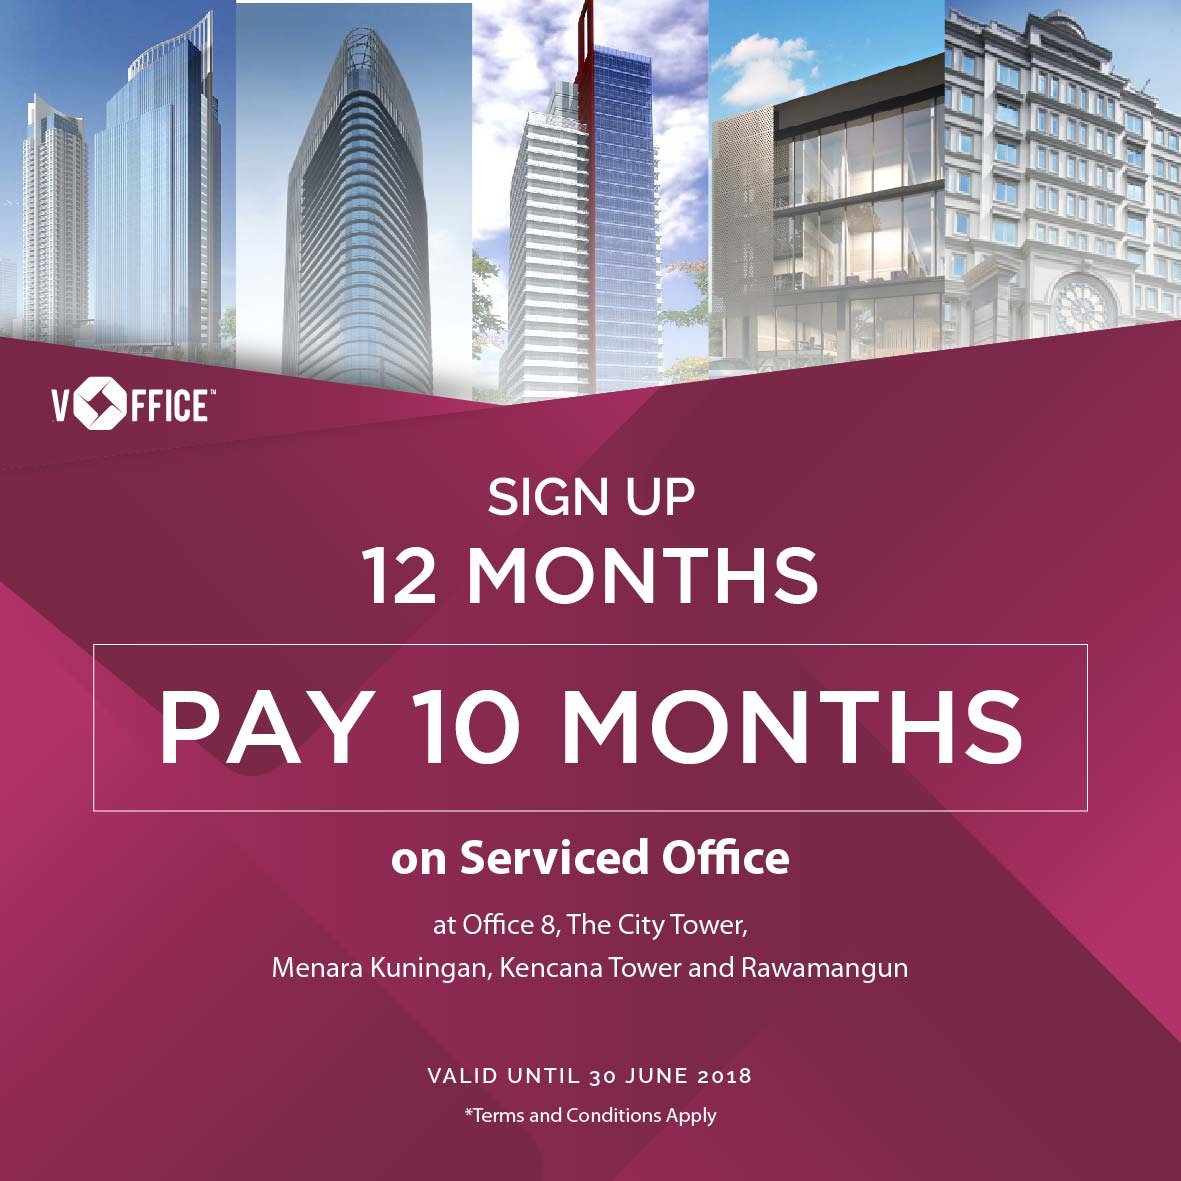 VOFFICE™
SIGN UP
12 MONTHS
PAY 10 MONTHS
on Serviced Office
at Office 8, The City Tower,
Menara Kuningan, Kencana Tower and Rawamangun
VALID UNTIL 30 JUNE 2018
*Terms and Conditions Apply